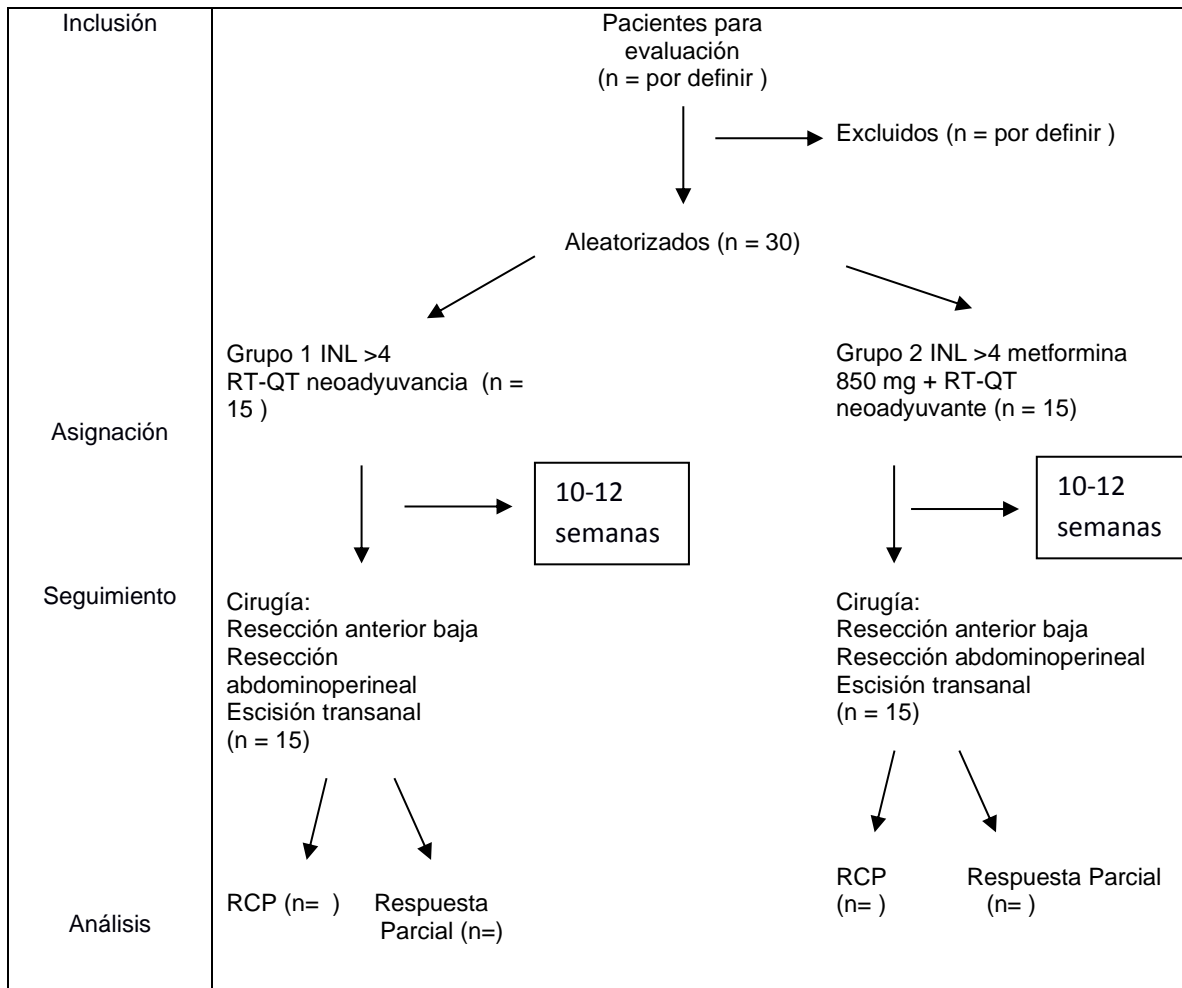 Inclusión
Pacientes para
evaluación
(n = por definir )
Excluidos (n = por definir )
Aleatorizados (n = 30)
Grupo 1 INL >4
RT-QT neoadyuvancia (n =
15 )
Grupo 2 INL >4 metformina
850 mg + RT-QT
neoadyuvante (n = 15)
Asignación
10-12
semanas
10-12
semanas
Seguimiento
Cirugía:
Resección anterior baja
Resección
abdominoperineal
Escisión transanal
(n = 15)
Cirugía:
Resección anterior baja
Resección abdominoperineal
Escisión transanal
(n = 15)
RCP (n= )
Respuesta
Parcial (n=)
RCP
(n= )
Respuesta Parcial
(n= )
Análisis